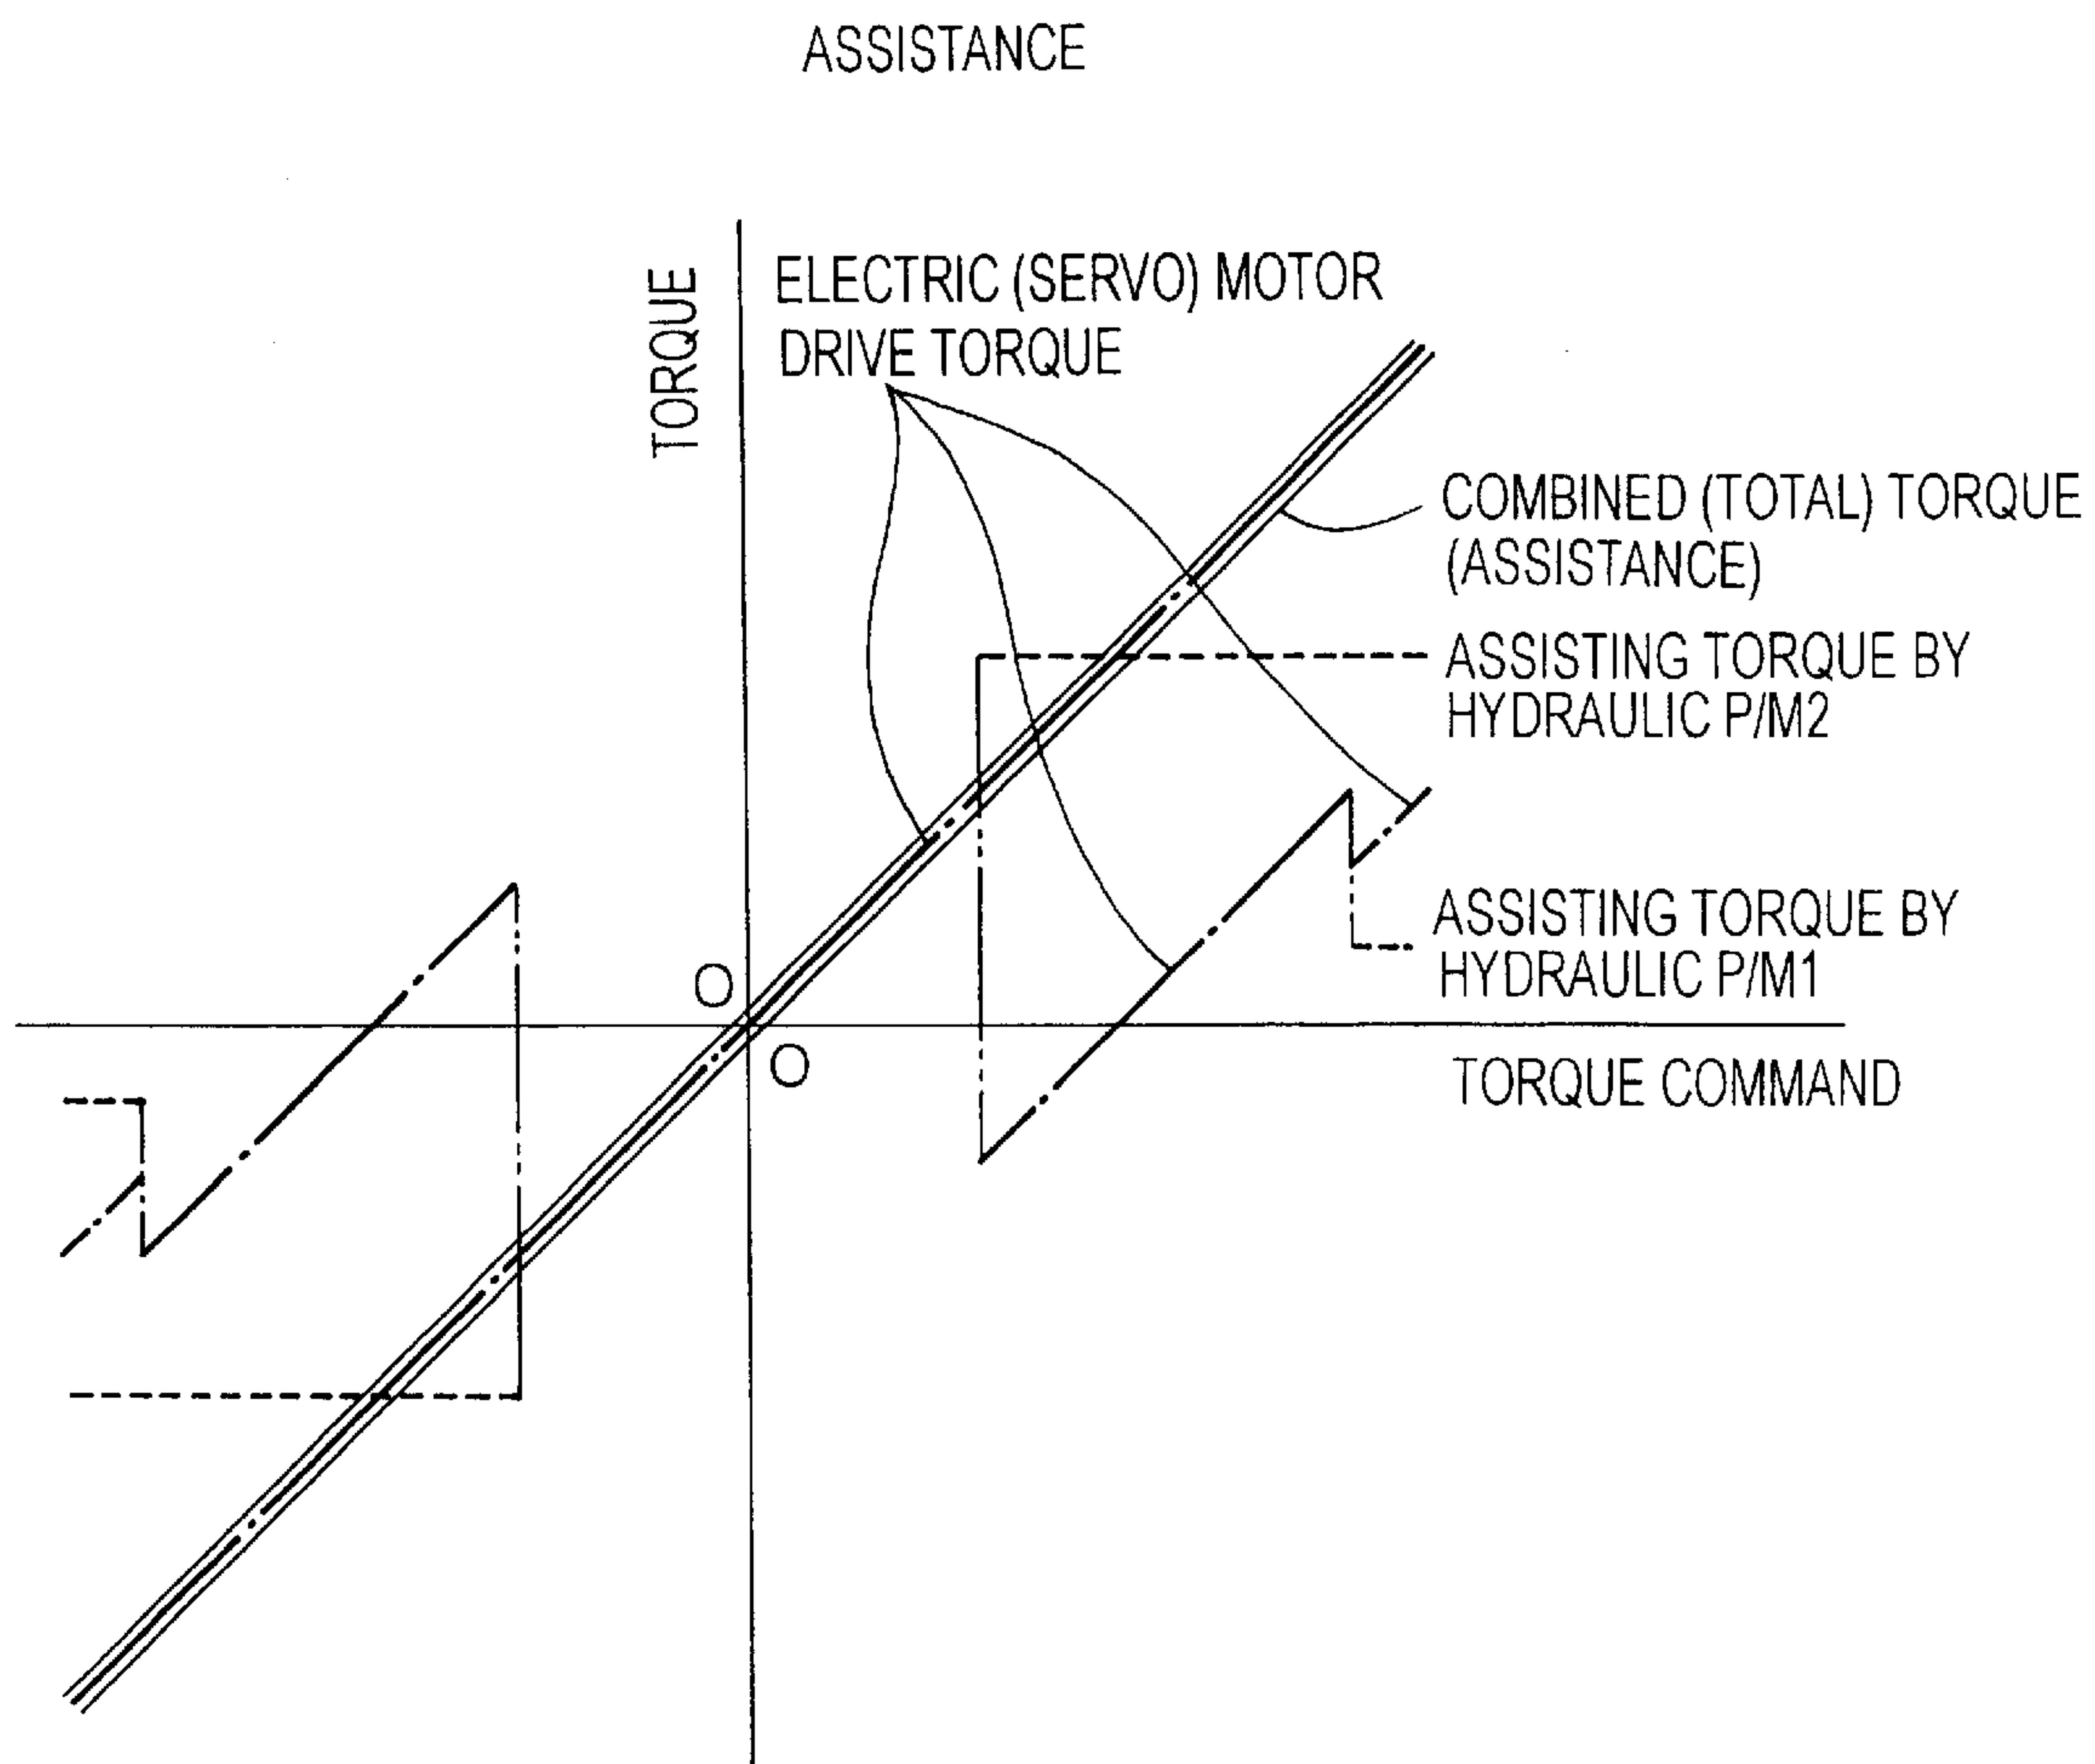 ASSISTANCE
TORQUE
ELECTRIC (SERVO) MOTOR
DRIVE TORQUE
COMBINED (TOTAL) TORQUE
(ASSISTANCE)
ASSISTING TORQUE BY
HYDRAULIC P/M2
ASSISTING TORQUE BY
HYDRAULIC P/M1
O
O
TORQUE COMMAND